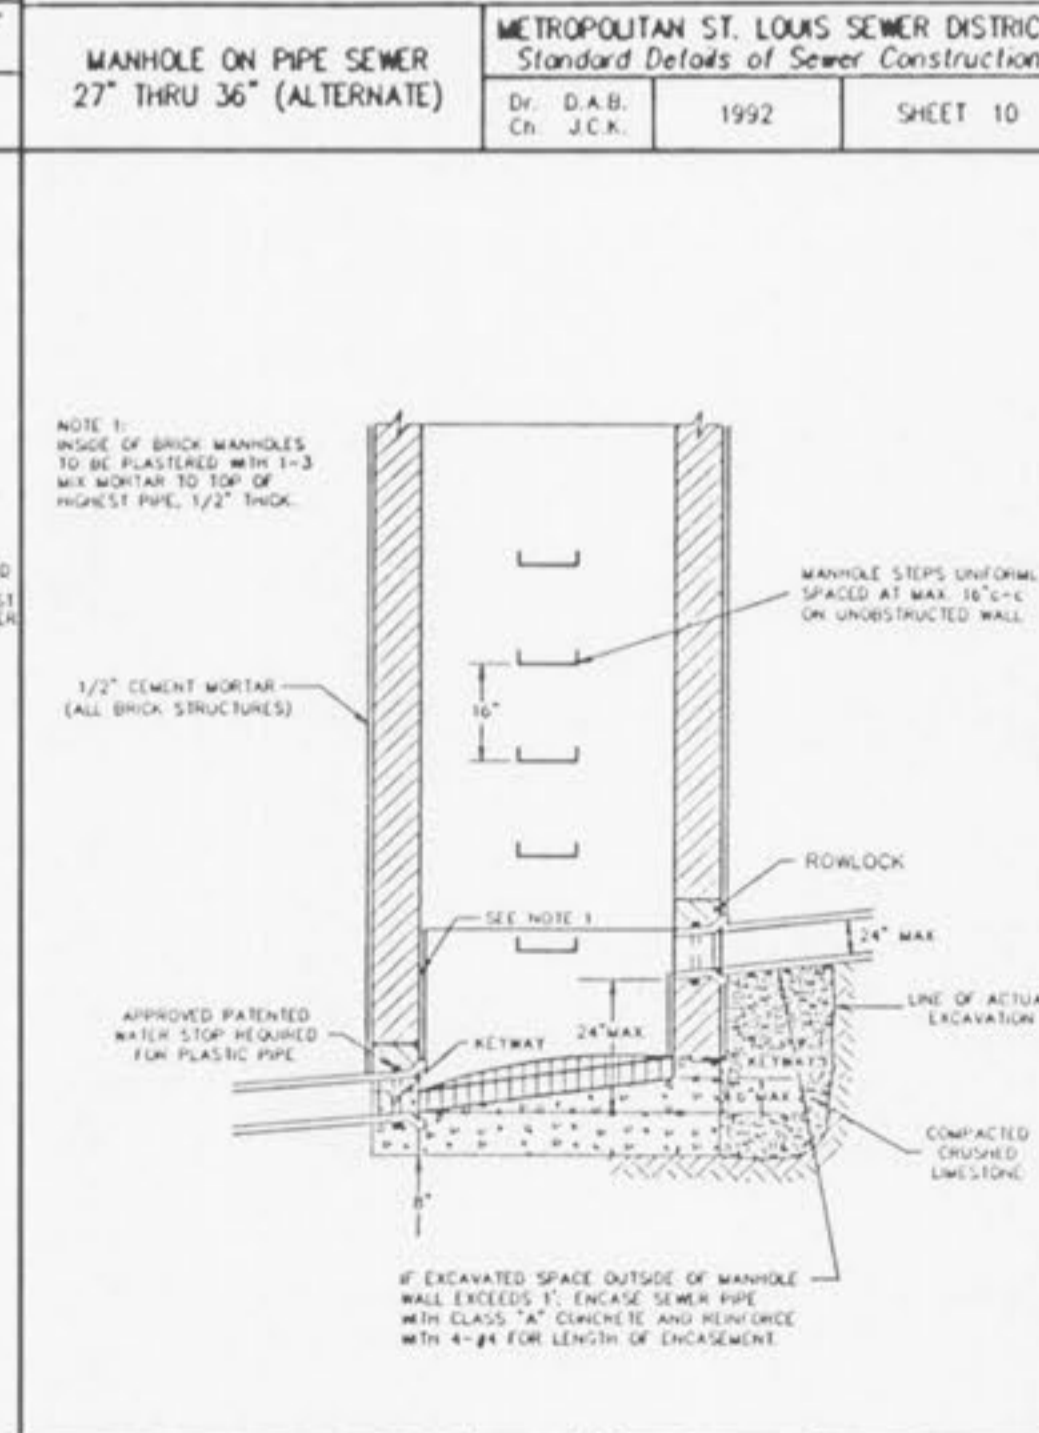 MANHOLE ON PIPE SEWER
27" THRU 36" (ALTERNATE)
METROPOLITAN ST. LOUIS SEWER DISTRIC
Standard Details of Sewer Construction
Dr. D.A.B.
Ch J.C.K.
1992
SHEET 10
NOTE 1:
INSIDE OF BRICK MANHOLES
TO BE PLASTERED WITH 1-3
MIX MORTAR TO TOP OF
HIGHEST PIPE, 1/2" THICK.
D
ST
ER
MANHOLE STEPS UNIFORML
SPACED AT MAX. 16"c-c
ON UNOBSTRUCTED WALL
1/2" CEMENT MORTAR
(ALL BRICK STRUCTURES)
16"
ROWLOCK
SEE NOTE 1
24" MAX
APPROVED PATENTED
WATER STOP REQUIRED
FOR PLASTIC PIPE
KEYWAY
24" MAX
LINE OF ACTUA
EXCAVATION
KEYWAYS
6" MAX
COMPACTED
CRUSHED
LIMESTONE
8"
IF EXCAVATED SPACE OUTSIDE OF MANHOLE
WALL EXCEEDS 1', ENCASE SEWER PIPE
WITH CLASS "A" CONCRETE AND REINFORCE
WITH 4-#4 FOR LENGTH OF ENCASEMENT.